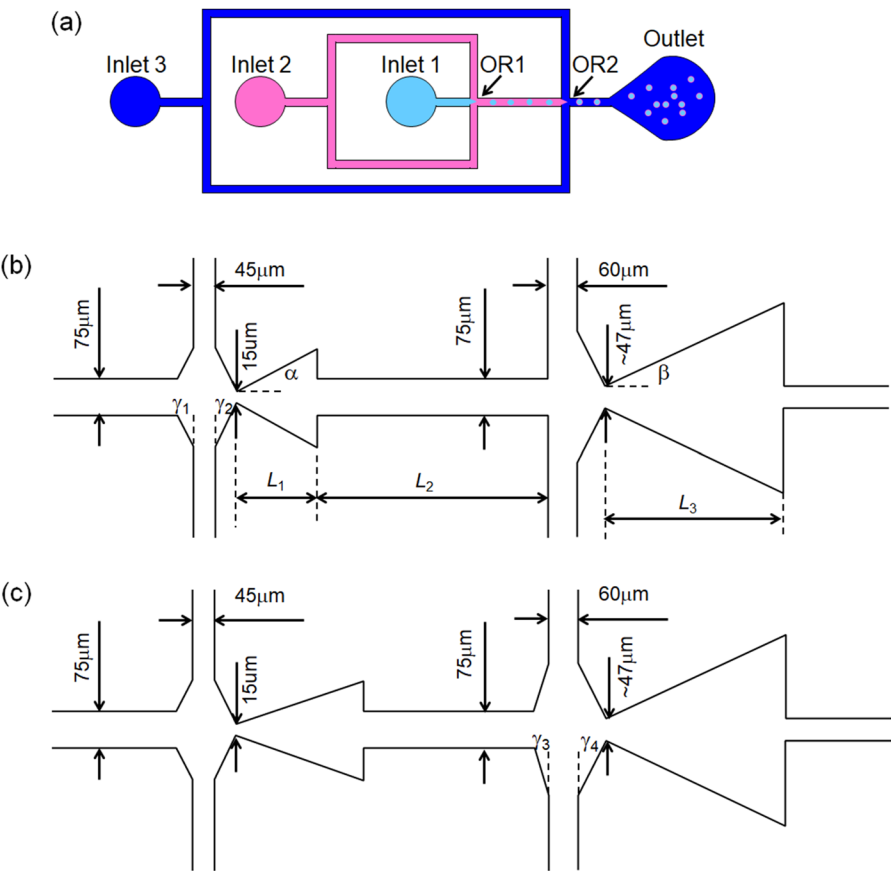 (a)
Outlet
Inlet 3 Inlet 2 Inlet 1 OR1 OR2
(b)
45μm 60μm
75μm 15um 75μm ~47μm
α β
γ1 γ2
L1 L2 L3
(c)
45μm 60μm
75μm 15um 75μm ~47μm
γ3 γ4